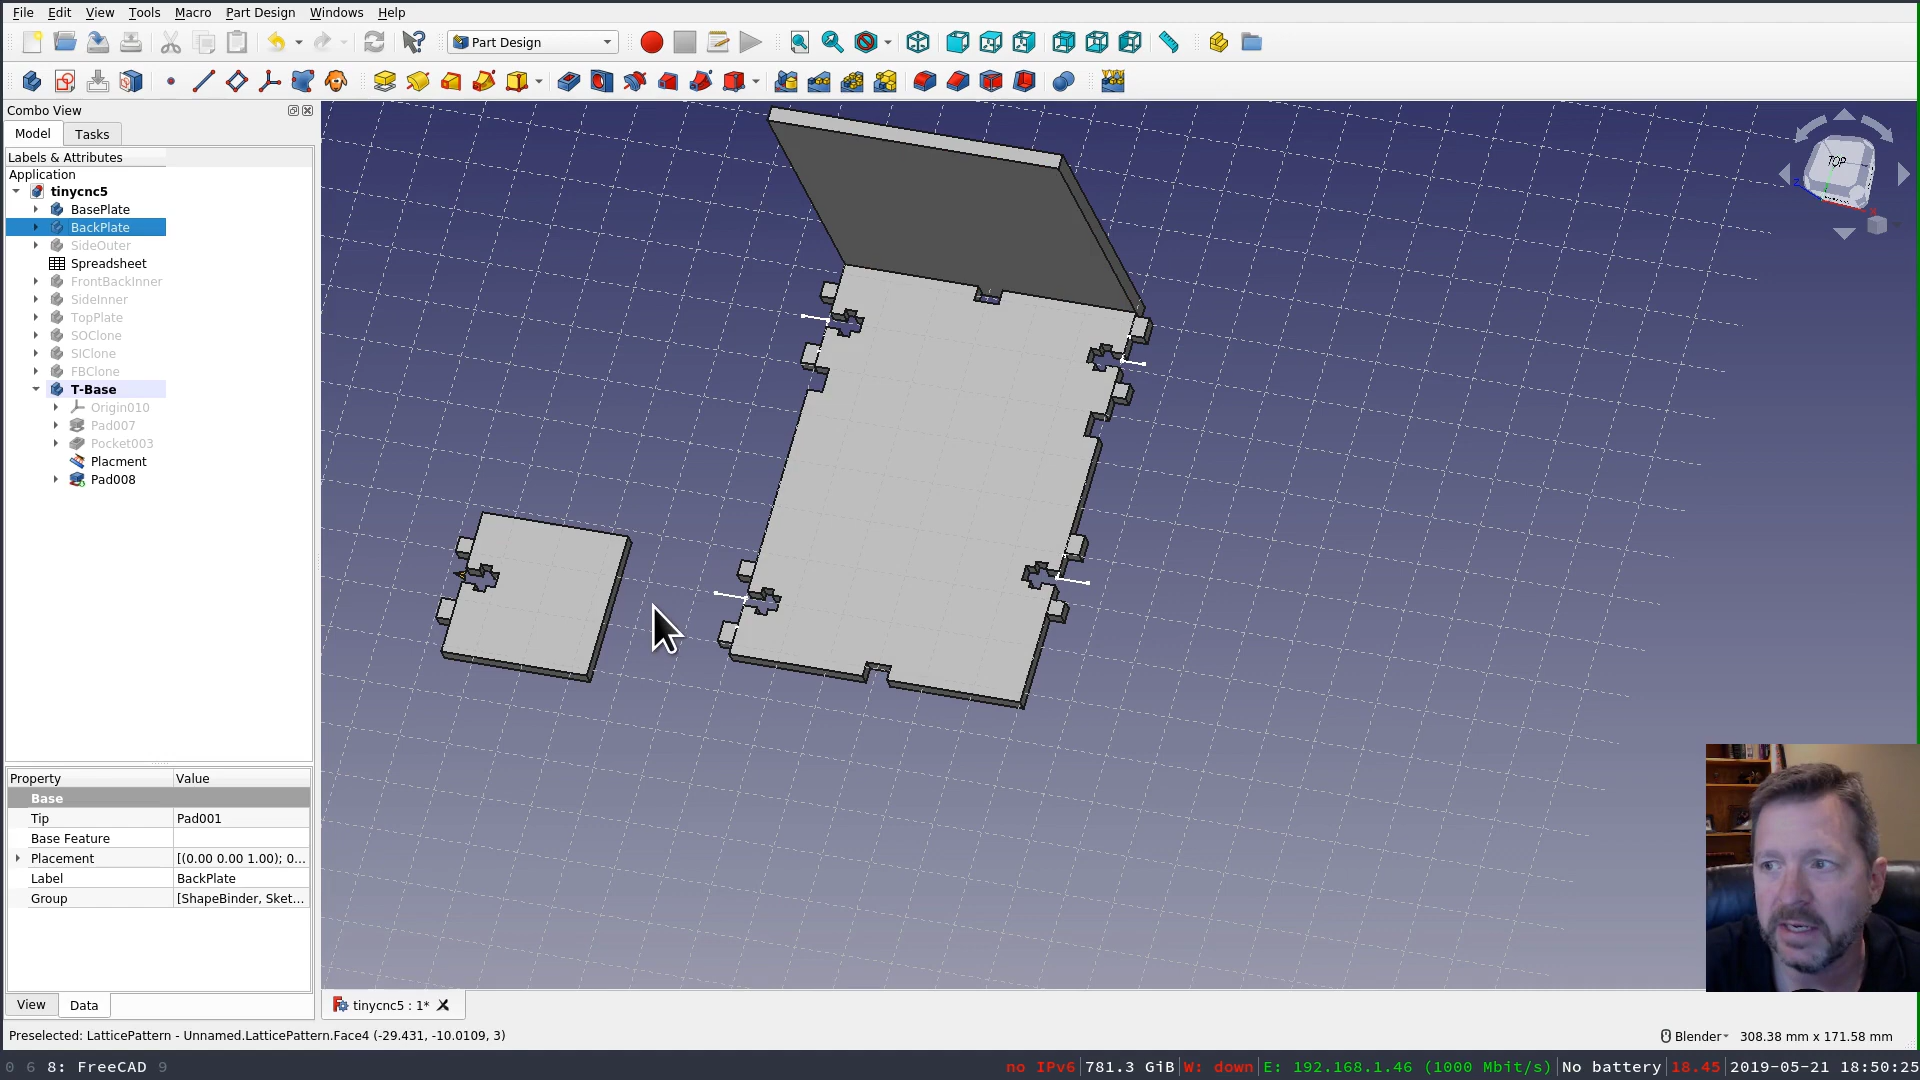 File Edit View Tools Macro Part Design Windows Help
Part Design
Combo View
Model Tasks
Labels & Attributes
Application
tinycnc5
BasePlate
BackPlate
SideOuter
Spreadsheet
FrontBackInner
SideInner
TopPlate
SOClone
SIClone
FBClone
T-Base
Origin010
Pad007
Pocket003
Placment
Pad008
TOP
Z
X
Property Value
Base
Tip Pad001
Base Feature
Placement [(0.00 0.00 1.00); 0...
Label BackPlate
Group [ShapeBinder, Sket...
View Data
tinycnc5 : 1*
Preselected: LatticePattern - Unnamed.LatticePattern.Face4 (-29.431, -10.0109, 3)
Blender 308.38 mm x 171.58 mm
0 6 8: FreeCAD 9
no IPv6|781.3 GiB|W: down|E: 192.168.1.46 (1000 Mbit/s)|No battery|18.45|2019-05-21 18:50:25